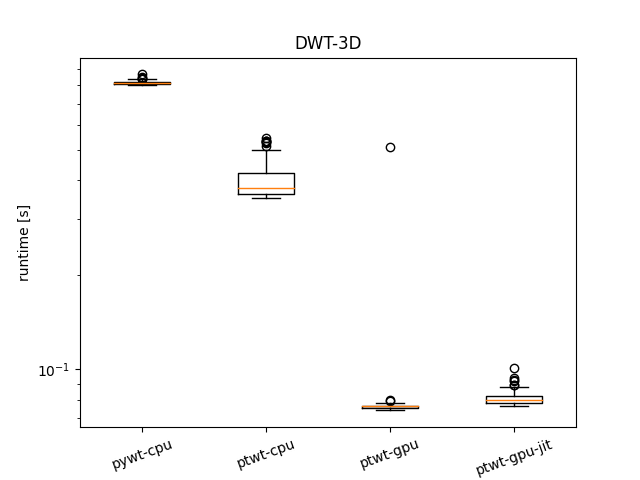 DWT-3D
runtime [s]
10⁻¹
pywt-cpu
ptwt-cpu
ptwt-gpu
ptwt-gpu-jit